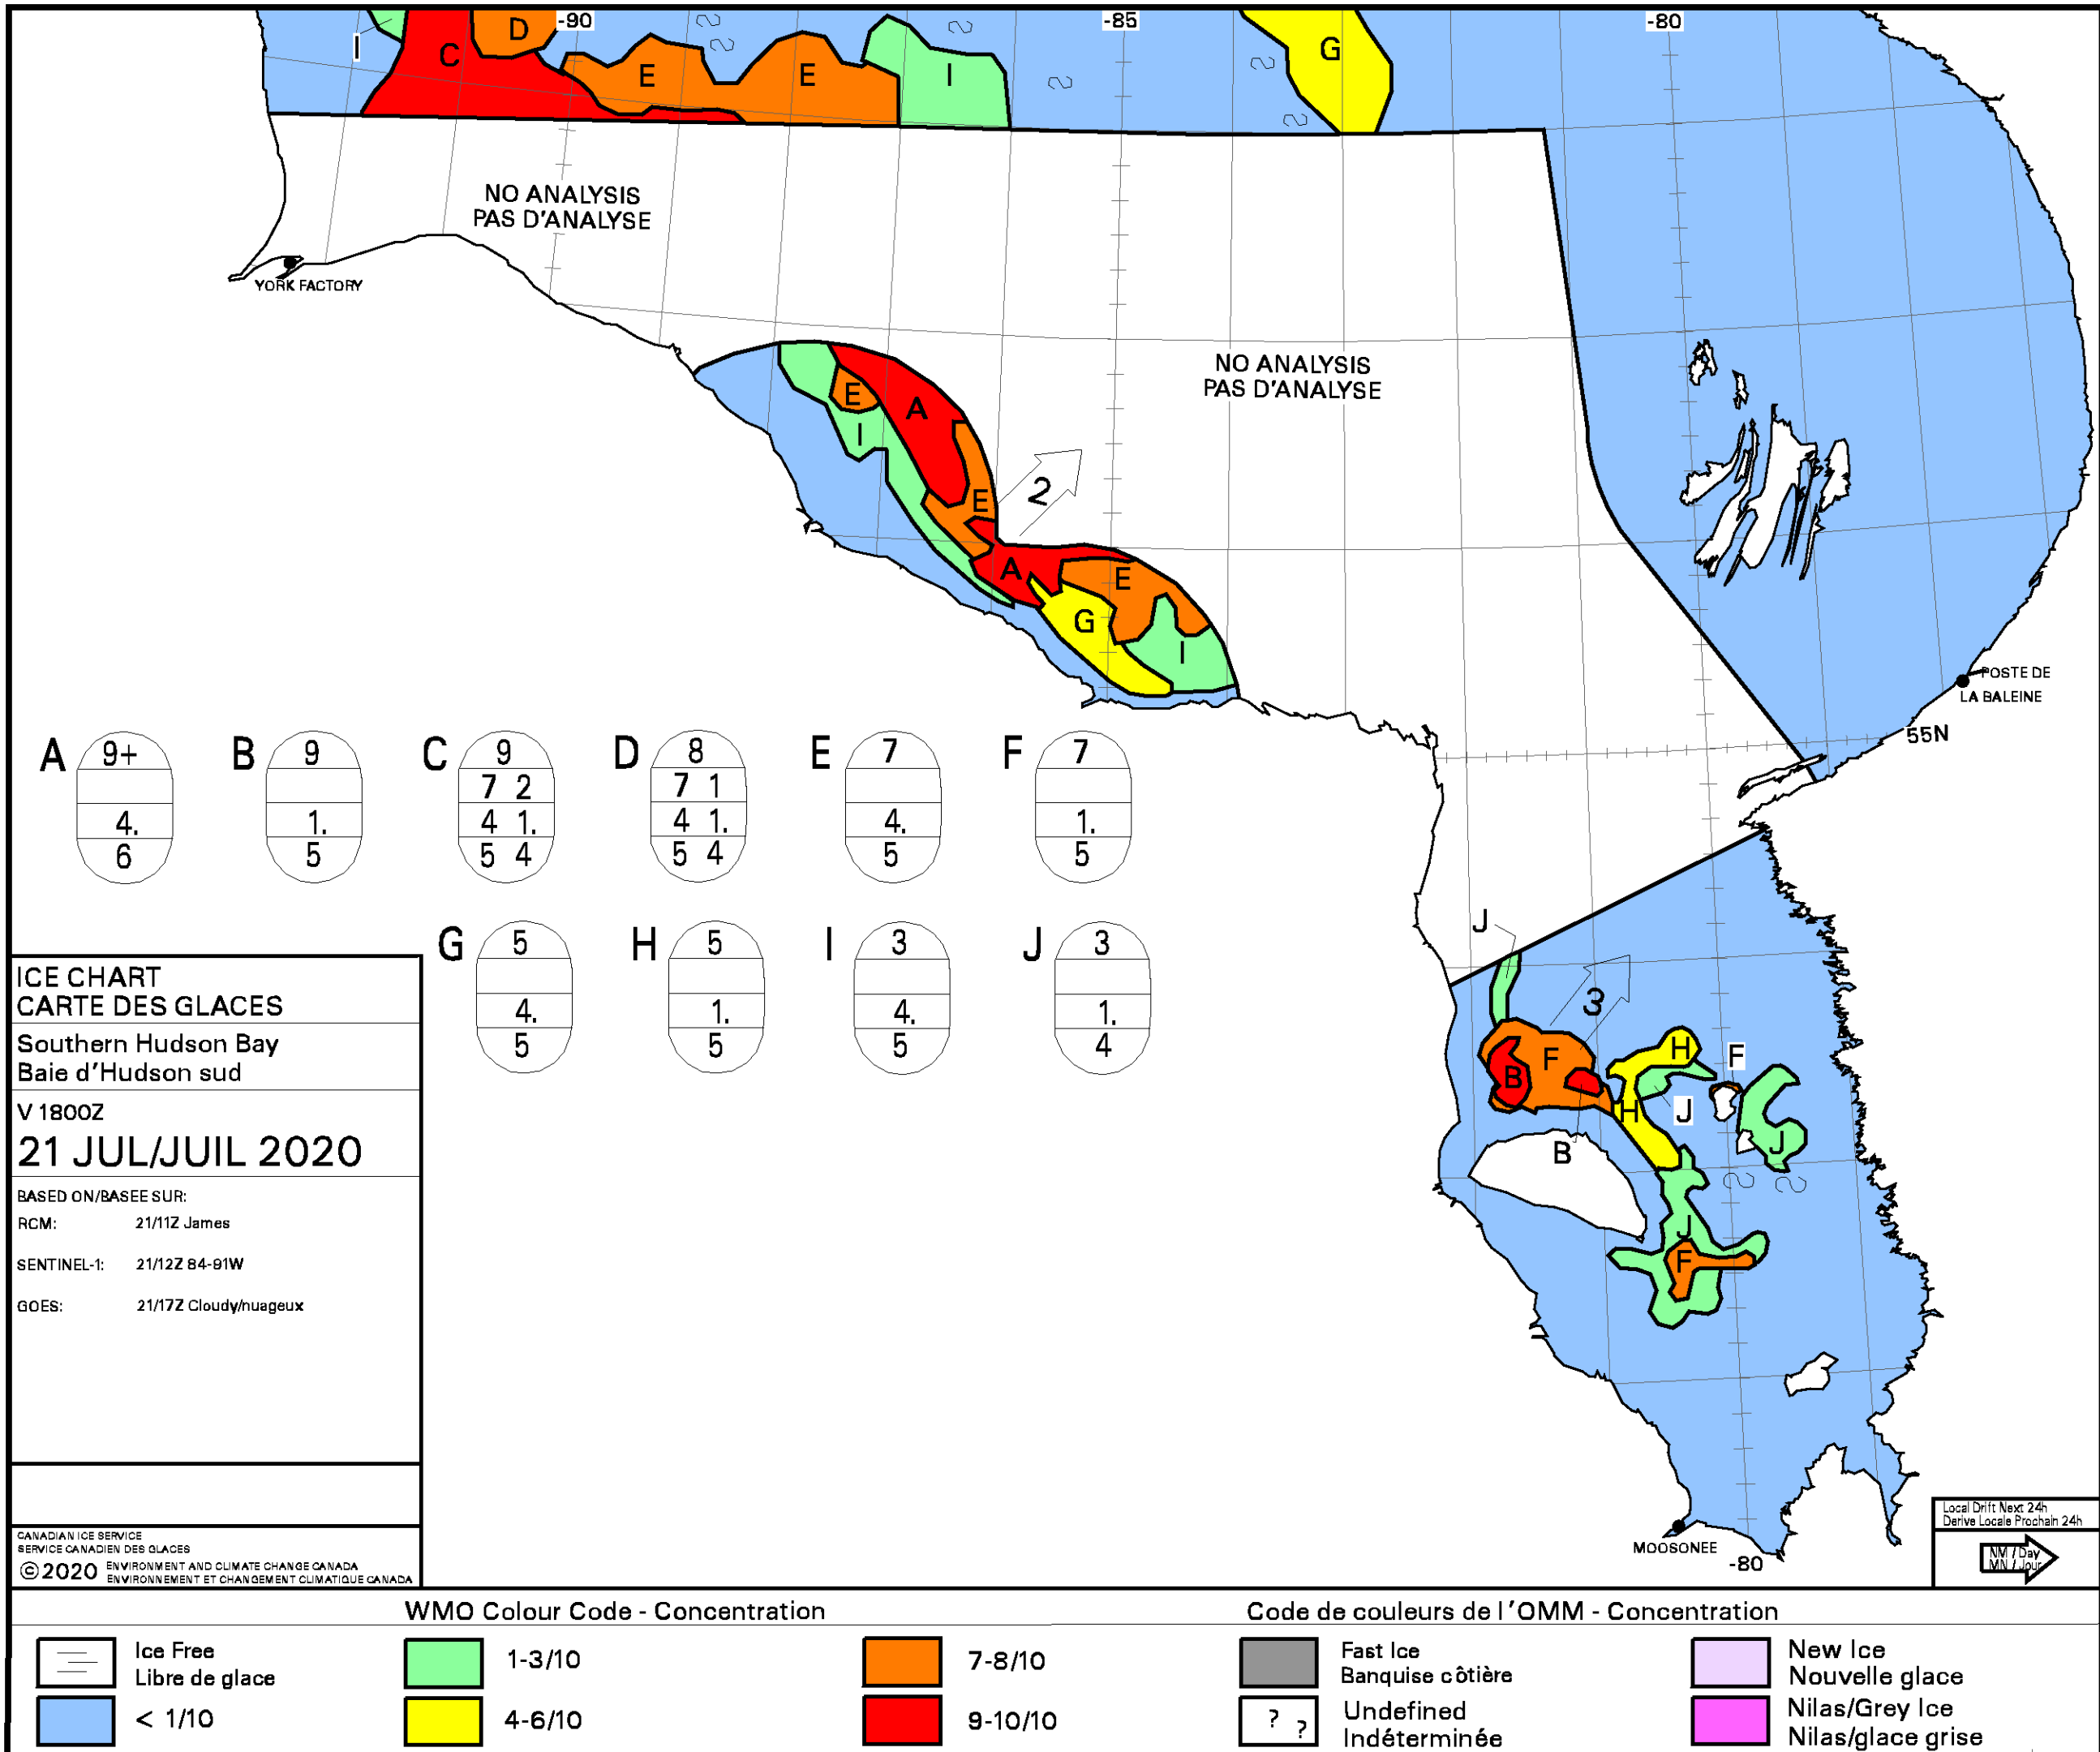 -90
-85
-80
I
C
D
E
E
I
G
NO ANALYSIS
PAS D'ANALYSE
YORK FACTORY
NO ANALYSIS
PAS D'ANALYSE
E
A
I
E
2
A
E
G
I
POSTE DE
LA BALEINE
55N
A
9+
4.
6
B
9
1.
5
C
9
7 2
4 1.
5 4
D
8
7 1
4 1.
5 4
E
7
4.
5
F
7
1.
5
G
5
4.
5
H
5
1.
5
I
3
4.
5
J
3
1.
4
J
3
F
B
H
F
H
J
J
B
J
F
MOOSONEE
-80
ICE CHART
CARTE DES GLACES
Southern Hudson Bay
Baie d'Hudson sud
V 1800Z
21 JUL/JUIL 2020
BASED ON/BASEE SUR:
RCM: 21/11Z James
SENTINEL-1: 21/12Z 84-91W
GOES: 21/17Z Cloudy/nuageux
CANADIAN ICE SERVICE
SERVICE CANADIEN DES GLACES
©2020 ENVIRONMENT AND CLIMATE CHANGE CANADA
ENVIRONNEMENT ET CHANGEMENT CLIMATIQUE CANADA
Local Drift Next 24h
Derive Locale Prochain 24h
NM / Day
MN / Jour
WMO Colour Code - Concentration
Code de couleurs de l'OMM - Concentration
Ice Free
Libre de glace
< 1/10
1-3/10
4-6/10
7-8/10
9-10/10
Fast Ice
Banquise côtière
? ?
Undefined
Indéterminée
New Ice
Nouvelle glace
Nilas/Grey Ice
Nilas/glace grise